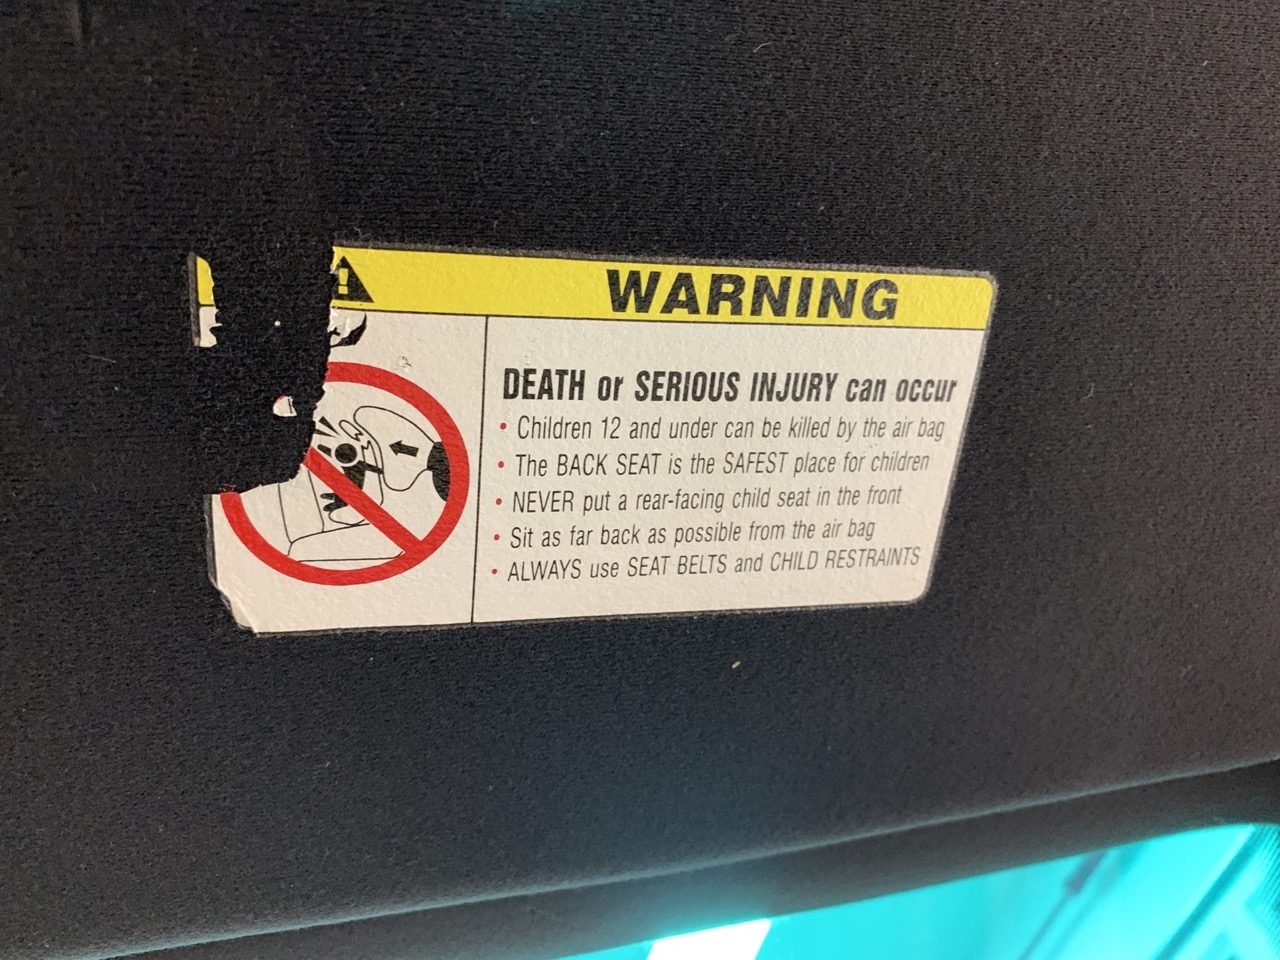 WARNING
DEATH or SERIOUS INJURY can occur
• Children 12 and under can be killed by the air bag
• The BACK SEAT is the SAFEST place for children
• NEVER put a rear-facing child seat in the front
• Sit as far back as possible from the air bag
• ALWAYS use SEAT BELTS and CHILD RESTRAINTS